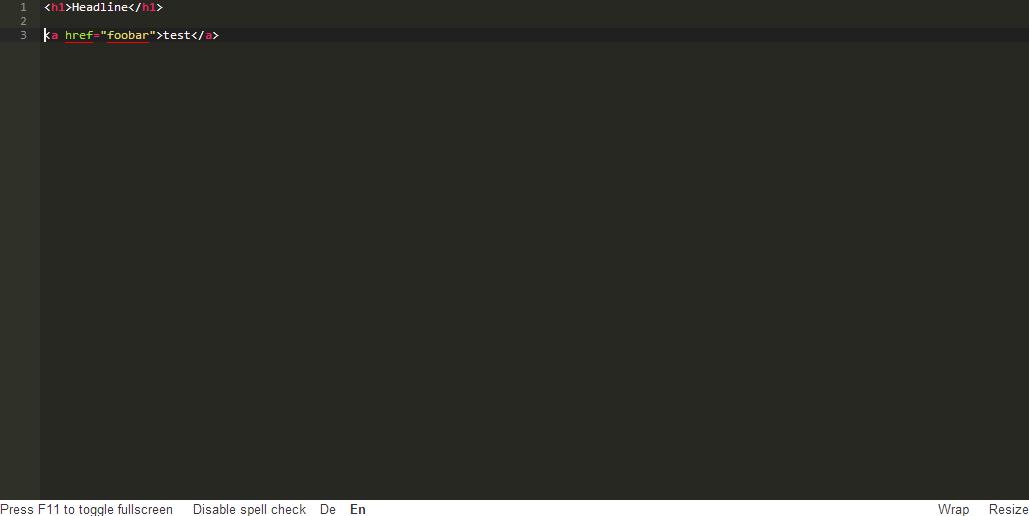 1 <h1>Headline</h1>
2
3 <a href="foobar">test</a>
Press F11 to toggle fullscreen Disable spell check De En Wrap Resize